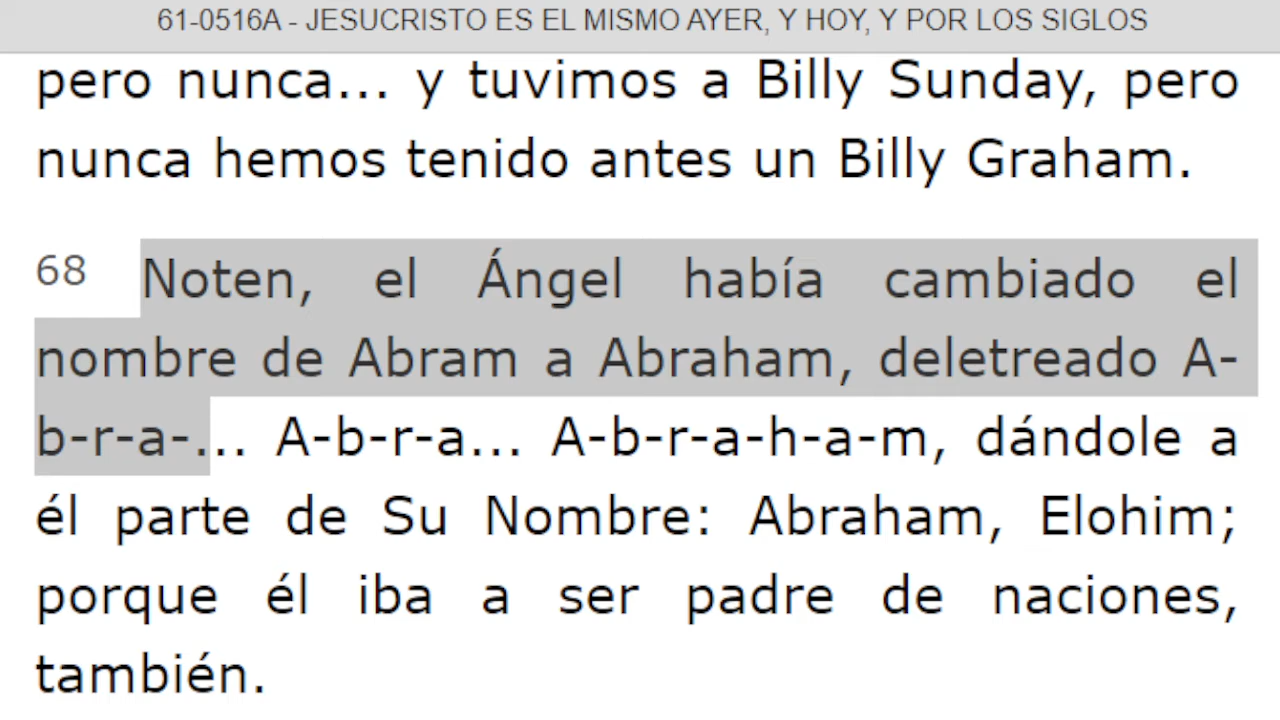 61-0516A - JESUCRISTO ES EL MISMO AYER, Y HOY, Y POR LOS SIGLOS
pero nunca... y tuvimos a Billy Sunday, pero
nunca hemos tenido antes un Billy Graham.
68 Noten, el Ángel había cambiado el
nombre de Abram a Abraham, deletreado A-
b-r-a-... A-b-r-a... A-b-r-a-h-a-m, dándole a
él parte de Su Nombre: Abraham, Elohim;
porque él iba a ser padre de naciones,
también.